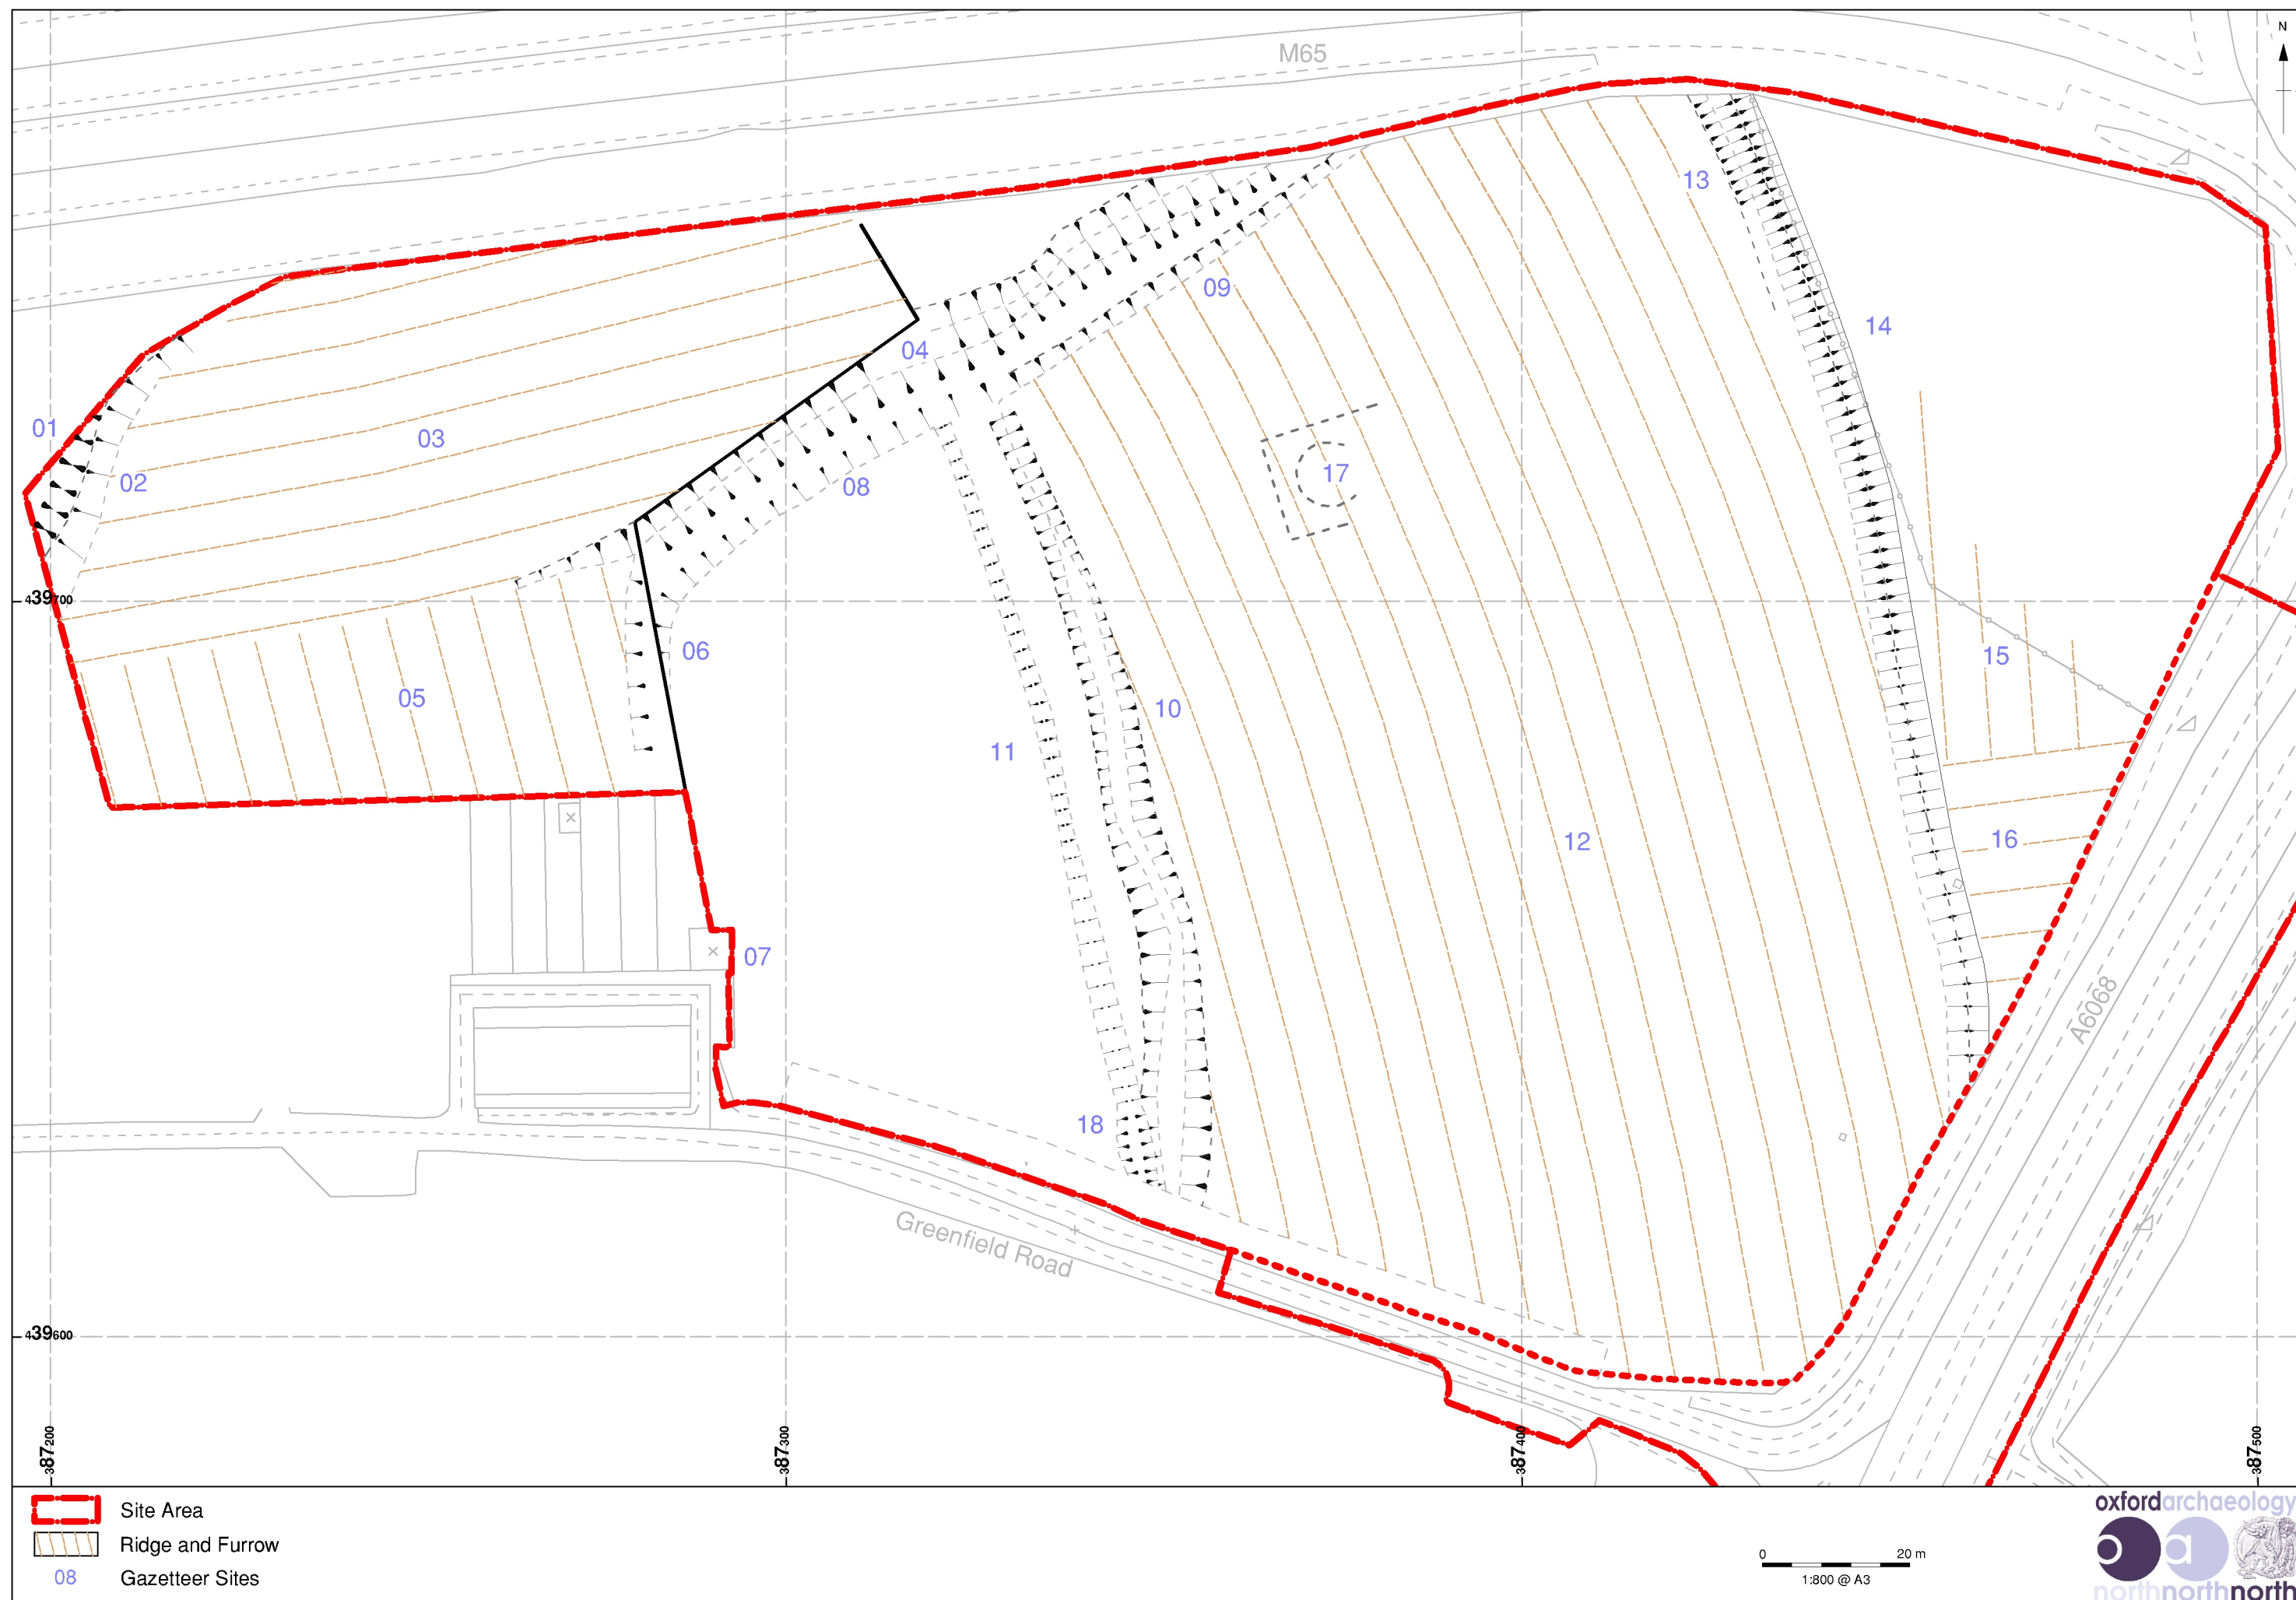 N
M65
13
09
14
04
01
03
02
17
08
439700
06
15
05
10
11
12
16
07
A6068
18
Greenfield Road
439600
387200
387300
387400
387500
Site Area
Ridge and Furrow
08 Gazetteer Sites
0 20 m
1:800 @ A3
oxfordarchaeology
o a
northnorthnorth